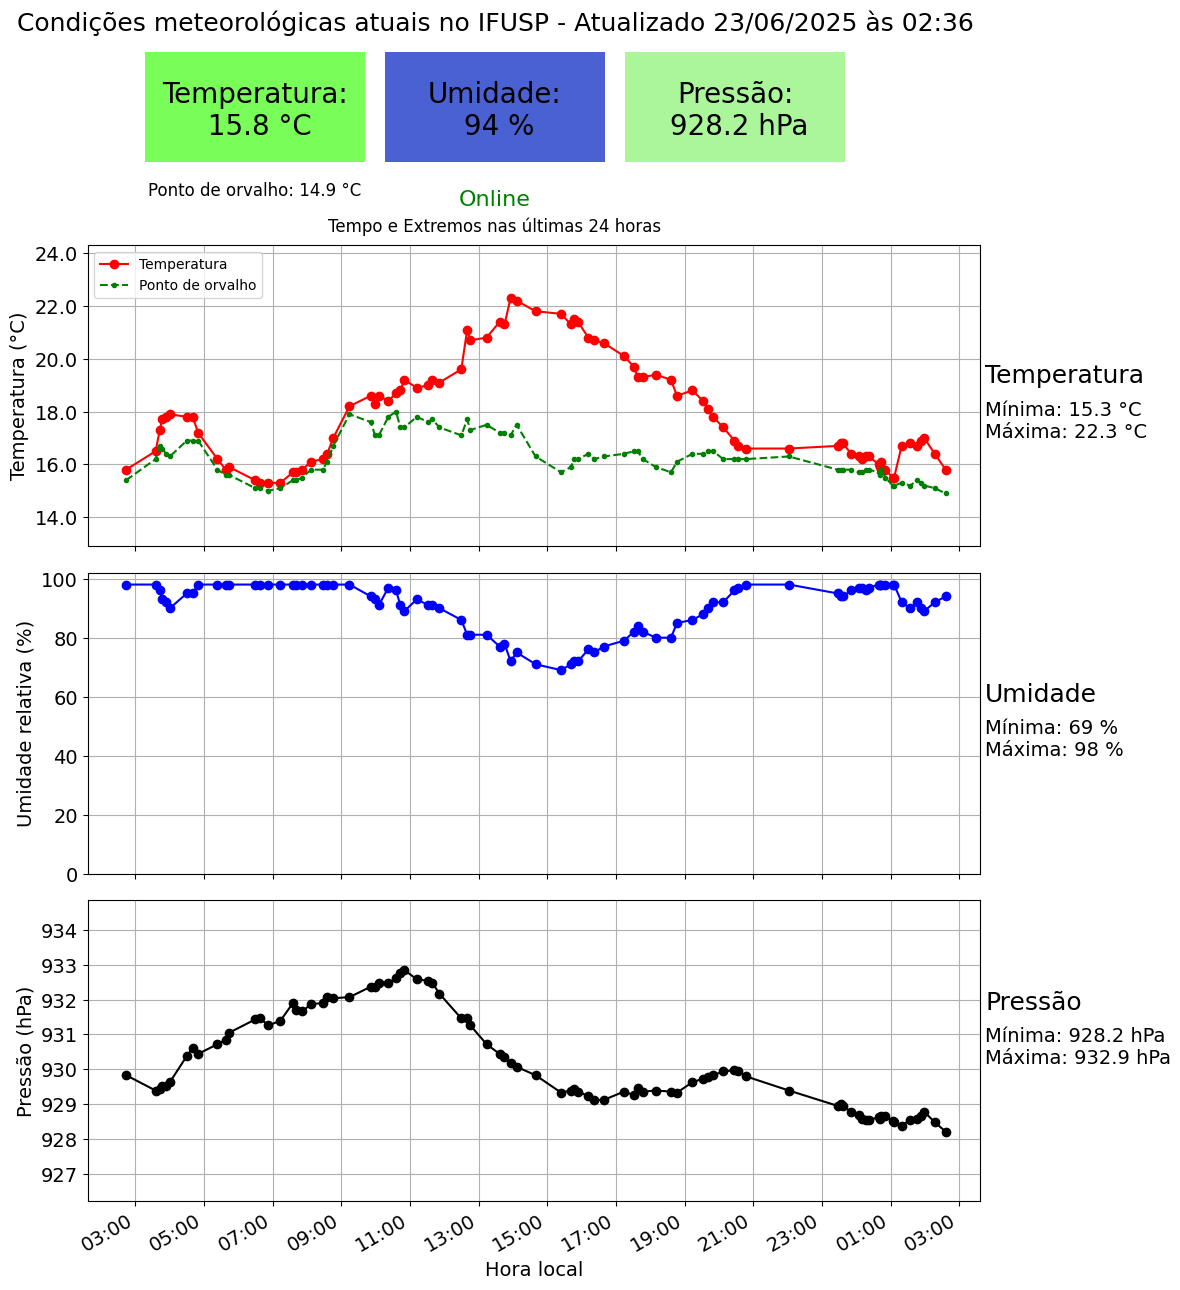 Condições meteorológicas atuais no IFUSP - Atualizado 23/06/2025 às 02:36
Temperatura:
15.8 °C
Umidade:
94 %
Pressão:
928.2 hPa
Ponto de orvalho: 14.9 °C
Online
Tempo e Extremos nas últimas 24 horas
Temperatura
Ponto de orvalho
Temperatura (°C)
24.0
22.0
20.0
18.0
16.0
14.0
Temperatura
Mínima: 15.3 °C
Máxima: 22.3 °C
Umidade relativa (%)
100
80
60
40
20
0
Umidade
Mínima: 69 %
Máxima: 98 %
Pressão (hPa)
934
933
932
931
930
929
928
927
Pressão
Mínima: 928.2 hPa
Máxima: 932.9 hPa
03:00 05:00 07:00 09:00 11:00 13:00 15:00 17:00 19:00 21:00 23:00 01:00 03:00
Hora local